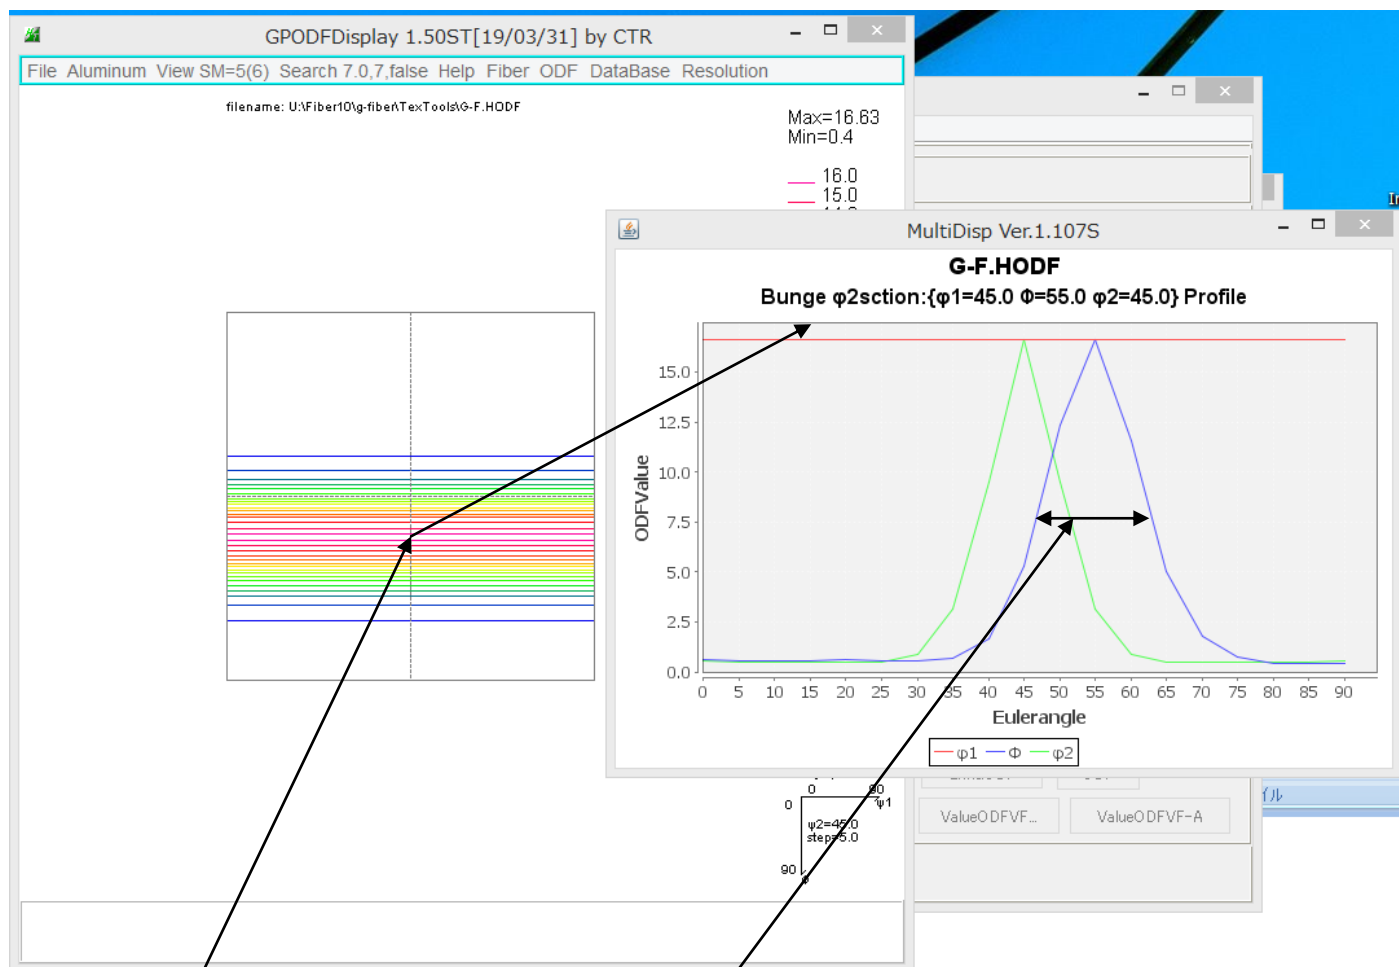 GPODFDisplay 1.50ST[19/03/31] by CTR
File Aluminum View SM=5(6) Search 7.0,7,false Help Fiber ODF DataBase Resolution
filename: U:\Fiber10\g-fiber\TexTools\G-F.HODF
Max=16.63
Min=0.4
16.0
15.0
MultiDisp Ver.1.107S
G-F.HODF
Bunge φ2sction:{φ1=45.0 Φ=55.0 φ2=45.0} Profile
15.0
12.5
10.0
7.5
5.0
2.5
0.0
ODFValue
0 5 10 15 20 25 30 35 40 45 50 55 60 65 70 75 80 85 90
Eulerangle
φ1 Φ φ2
0 90
0 ψ1
ψ2=45.0
step=5.0
90
Φ
ValueODFVF... ValueODFVF-A
イル